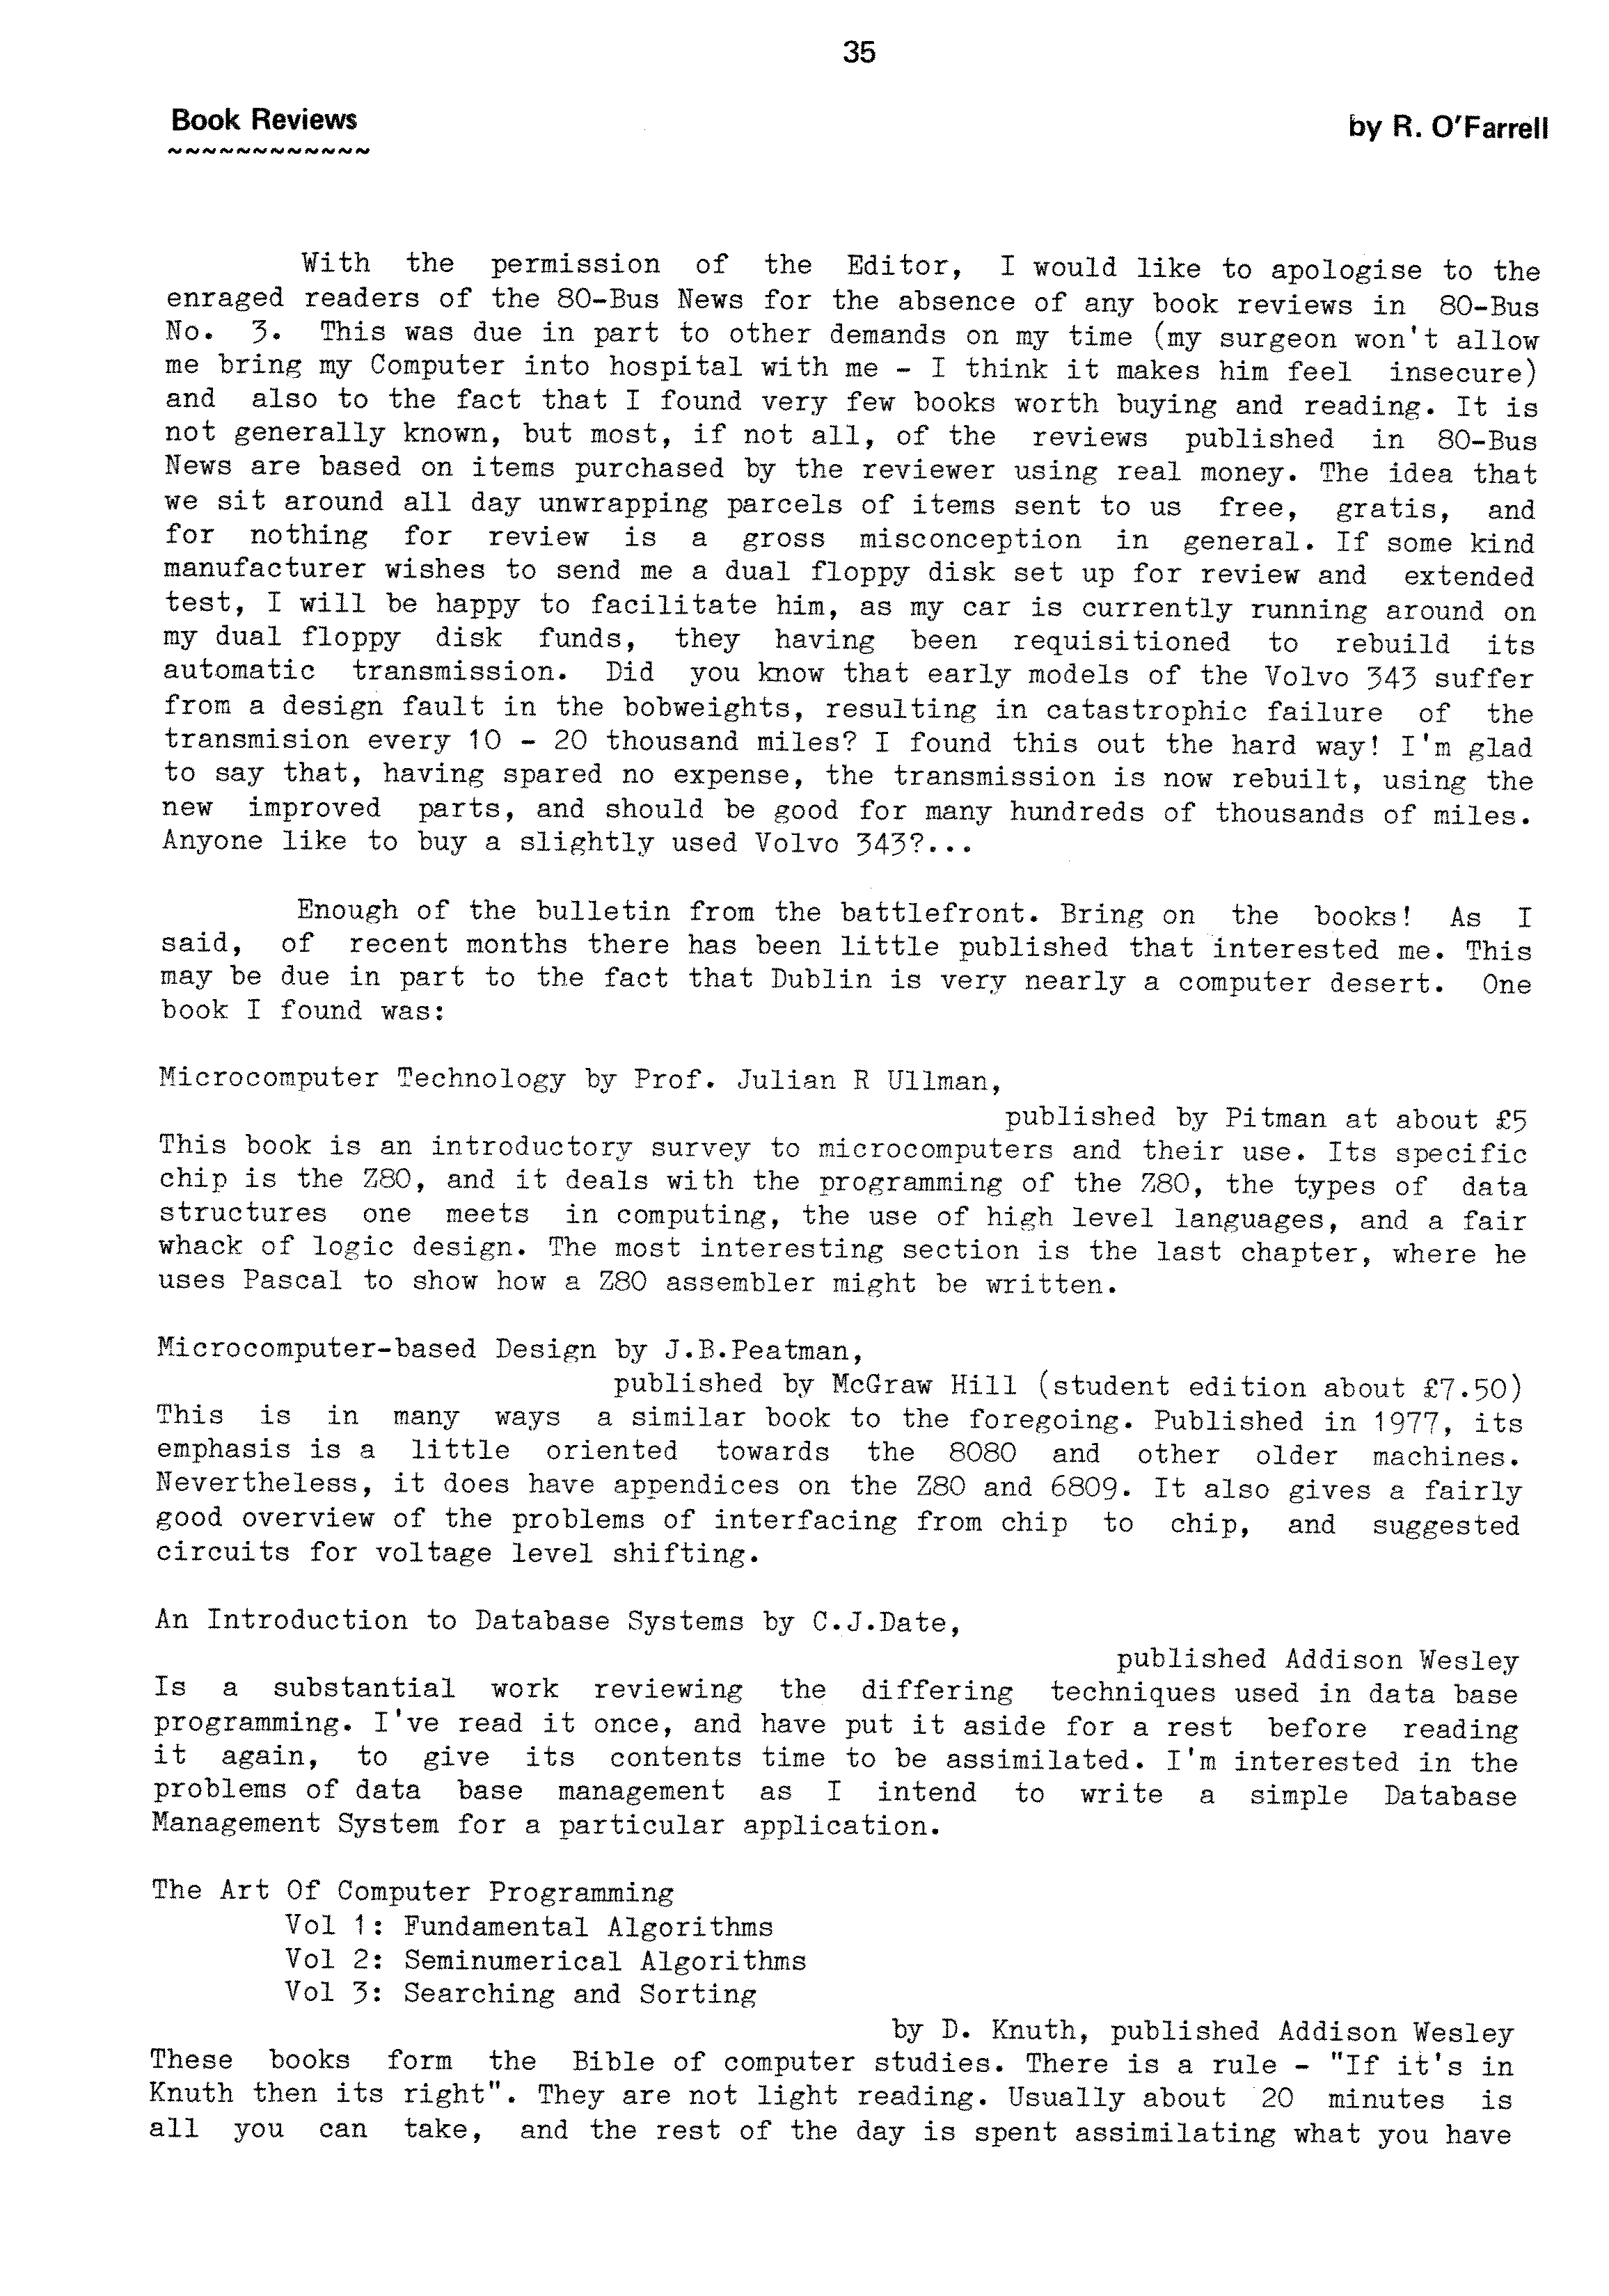 35
Book Reviews
by R. O'Farrell
~~~~~~~~~~~~
With the permission of the Editor, I would like to apologise to the
enraged readers of the 80-Bus News for the absence of any book reviews in 80-Bus
No. 3. This was due in part to other demands on my time (my surgeon won't allow
me bring my Computer into hospital with me - I think it makes him feel insecure)
and also to the fact that I found very few books worth buying and reading. It is
not generally known, but most, if not all, of the reviews published in 80-Bus
News are based on items purchased by the reviewer using real money. The idea that
we sit around all day unwrapping parcels of items sent to us free, gratis, and
for nothing for review is a gross misconception in general. If some kind
manufacturer wishes to send me a dual floppy disk set up for review and extended
test, I will be happy to facilitate him, as my car is currently running around on
my dual floppy disk funds, they having been requisitioned to rebuild its
automatic transmission. Did you know that early models of the Volvo 343 suffer
from a design fault in the bobweights, resulting in catastrophic failure of the
transmision every 10 - 20 thousand miles? I found this out the hard way! I'm glad
to say that, having spared no expense, the transmission is now rebuilt, using the
new improved parts, and should be good for many hundreds of thousands of miles.
Anyone like to buy a slightly used Volvo 343?...
Enough of the bulletin from the battlefront. Bring on the books! As I
said, of recent months there has been little published that interested me. This
may be due in part to the fact that Dublin is very nearly a computer desert. One
book I found was:
Microcomputer Technology by Prof. Julian R Ullman,
published by Pitman at about £5
This book is an introductory survey to microcomputers and their use. Its specific
chip is the Z80, and it deals with the programming of the Z80, the types of data
structures one meets in computing, the use of high level languages, and a fair
whack of logic design. The most interesting section is the last chapter, where he
uses Pascal to show how a Z80 assembler might be written.
Microcomputer-based Design by J.B.Peatman,
published by McGraw Hill (student edition about £7.50)
This is in many ways a similar book to the foregoing. Published in 1977, its
emphasis is a little oriented towards the 8080 and other older machines.
Nevertheless, it does have appendices on the Z80 and 6809. It also gives a fairly
good overview of the problems of interfacing from chip to chip, and suggested
circuits for voltage level shifting.
An Introduction to Database Systems by C.J.Date,
published Addison Wesley
Is a substantial work reviewing the differing techniques used in data base
programming. I've read it once, and have put it aside for a rest before reading
it again, to give its contents time to be assimilated. I'm interested in the
problems of data base management as I intend to write a simple Database
Management System for a particular application.
The Art Of Computer Programming
Vol 1: Fundamental Algorithms
Vol 2: Seminumerical Algorithms
Vol 3: Searching and Sorting
by D. Knuth, published Addison Wesley
These books form the Bible of computer studies. There is a rule - "If it's in
Knuth then its right". They are not light reading. Usually about 20 minutes is
all you can take, and the rest of the day is spent assimilating what you have